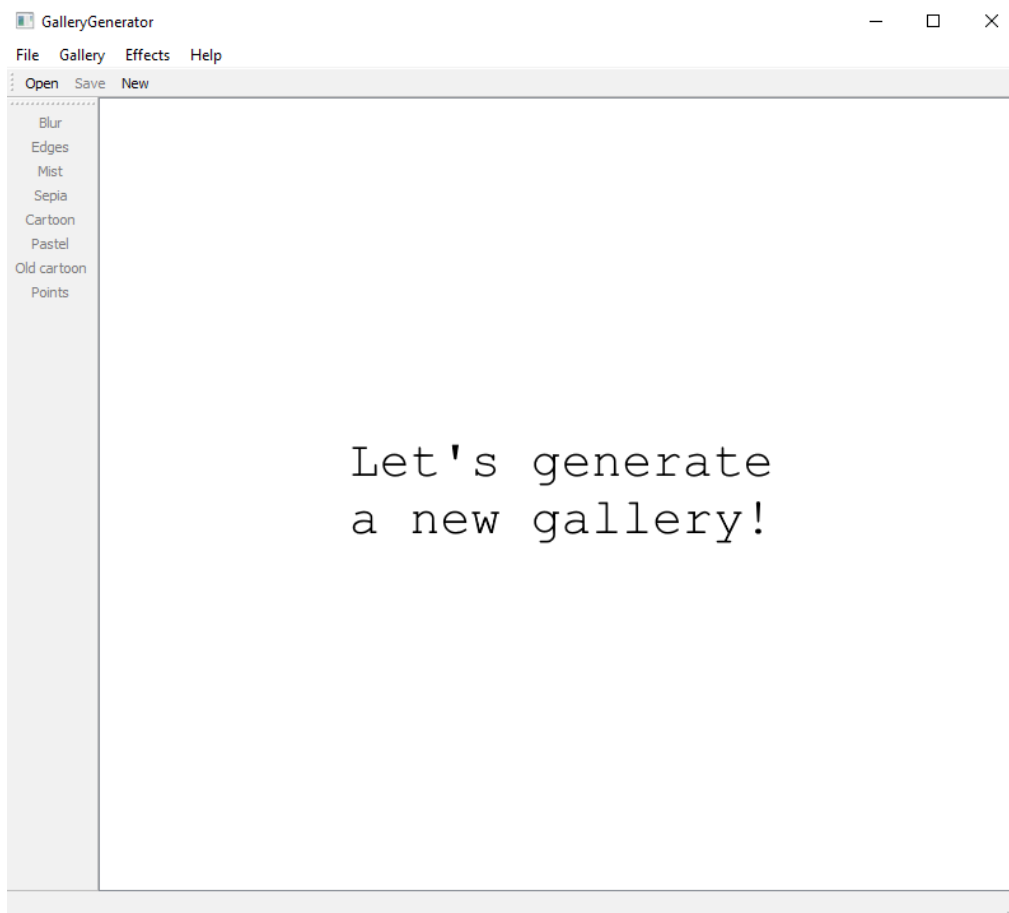 GalleryGenerator
File Gallery Effects Help
Open Save New
Blur
Edges
Mist
Sepia
Cartoon
Pastel
Old cartoon
Points
Let's generate
a new gallery!